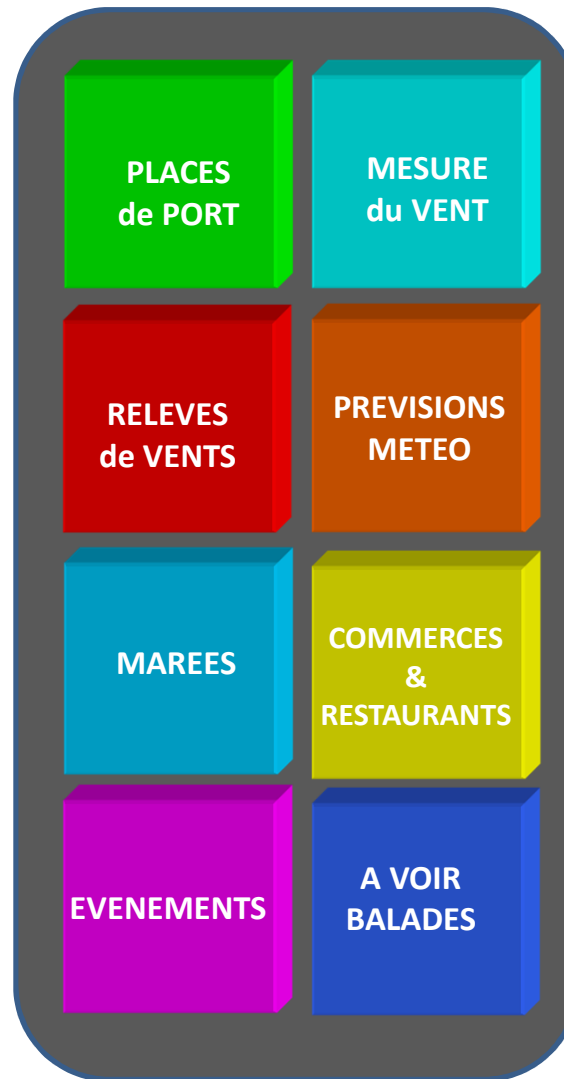 PLACES
de PORT
MESURE
du VENT
RELEVES
de VENTS
PREVISIONS
METEO
MAREES
COMMERCES
&
RESTAURANTS
EVENEMENTS
A VOIR
BALADES